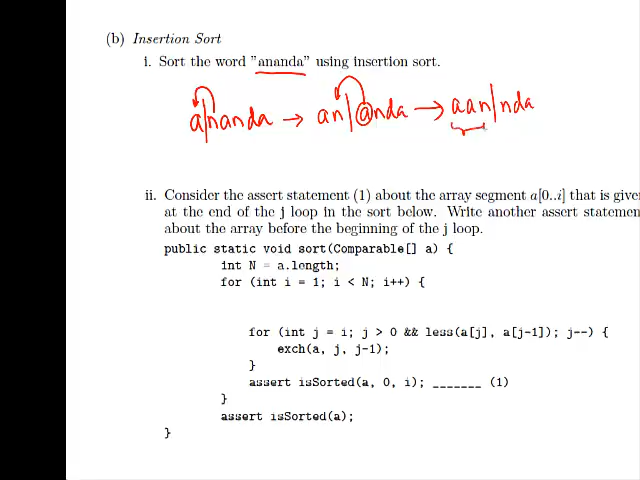 (b) Insertion Sort
i. Sort the word "ananda" using insertion sort.
a|nanda → an|anda → aan|nda
ii. Consider the assert statement (1) about the array segment a[0..i] that is given
at the end of the j loop in the sort below. Write another assert statemen
about the array before the beginning of the j loop.
public static void sort(Comparable[] a) {
int N = a.length;
for (int i = 1; i < N; i++) {
for (int j = i; j > 0 && less(a[j], a[j-1]); j--) {
exch(a, j, j-1);
}
assert isSorted(a, 0, i); _______ (1)
}
assert isSorted(a);
}